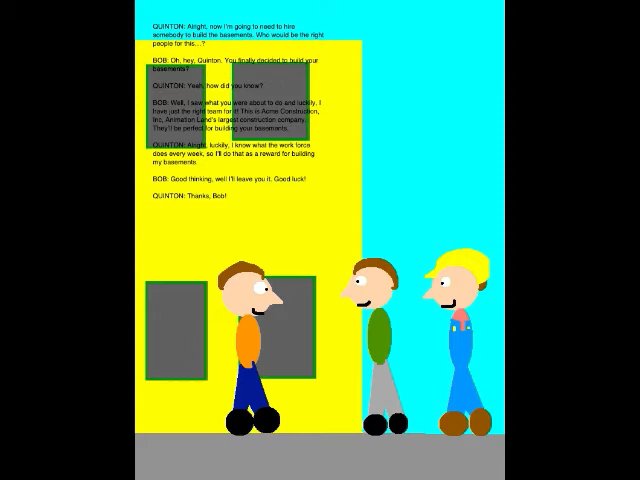 QUINTON: Alright, now I'm going to need to hire
somebody to build the basements. Who would be the right
people for this…?
BOB: Oh, hey, Quinton. You finally decided to build your
basements?
QUINTON: Yeah, how did you know?
BOB: Well, I saw what you were about to do and luckily, I
have just the right team for it! This is Acme Construction,
Inc, Animation Land's largest construction company.
They'll be perfect for building your basements.
QUINTON: Alright, luckily, I know what the work force
does every week, so I'll do that as a reward for building
my basements.
BOB: Good thinking, well I'll leave you it. Good luck!
QUINTON: Thanks, Bob!